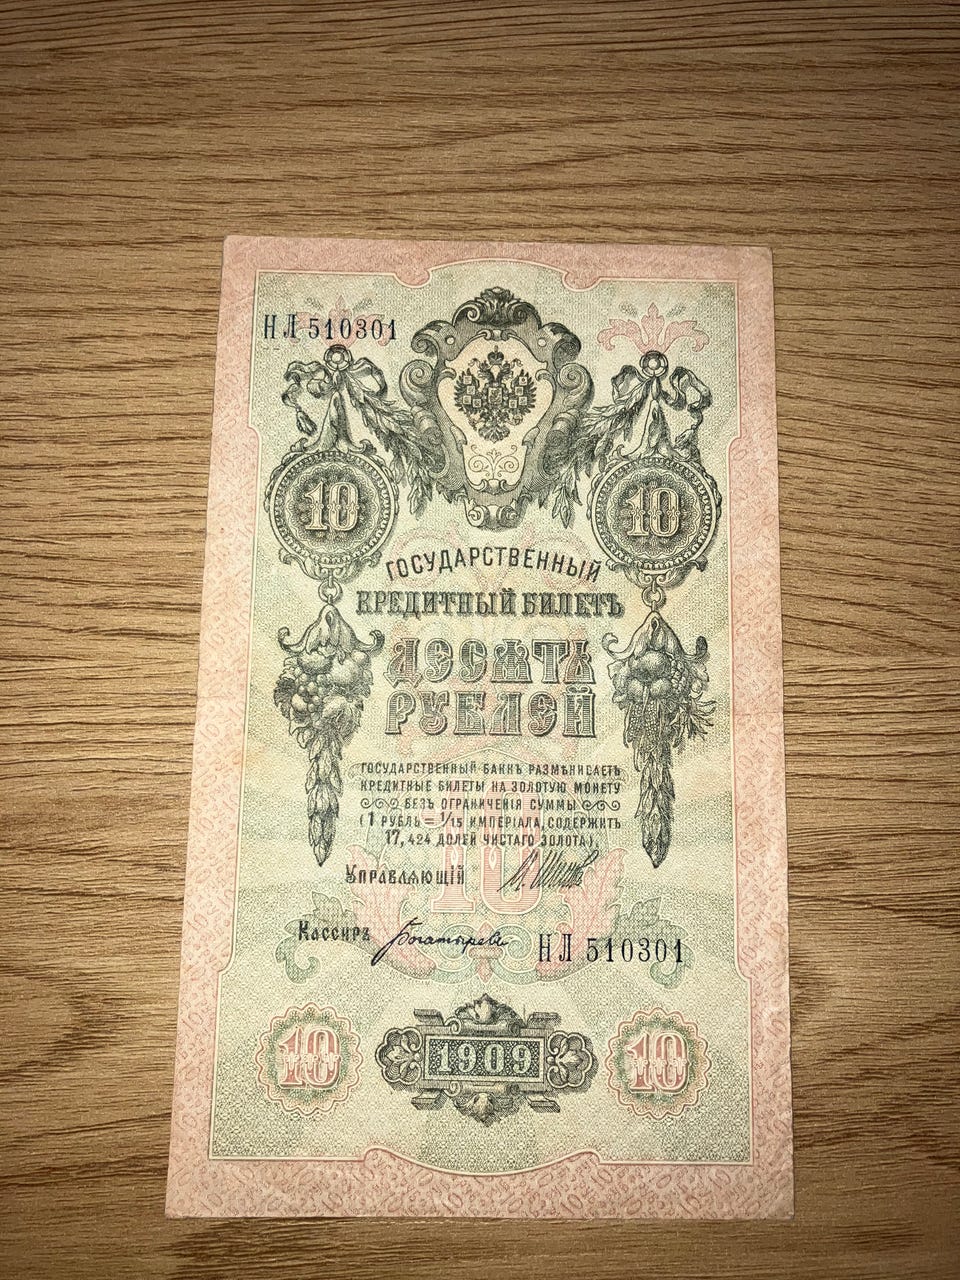 НЛ 510301
10 10
ГОСУДАРСТВЕННЫЙ
КРЕДИТНЫЙ БИЛЕТЪ
ДЕСЯТЬ
РУБЛЕЙ
ГОСУДАРСТВЕННЫЙ БАНКЪ РАЗМѢНИВАЕТЪ
КРЕДИТНЫЕ БИЛЕТЫ НА ЗОЛОТУЮ МОНЕТУ
БЕЗЪ ОГРАНИЧЕНІЯ СУММЫ
(1 РУБЛЬ = 1/15 ИМПЕРІАЛА, СОДЕРЖИТЪ
17,424 ДОЛЕЙ ЧИСТАГО ЗОЛОТА).
10
Управляющій
Кассиръ Богатыревъ НЛ 510301
10 1909 10